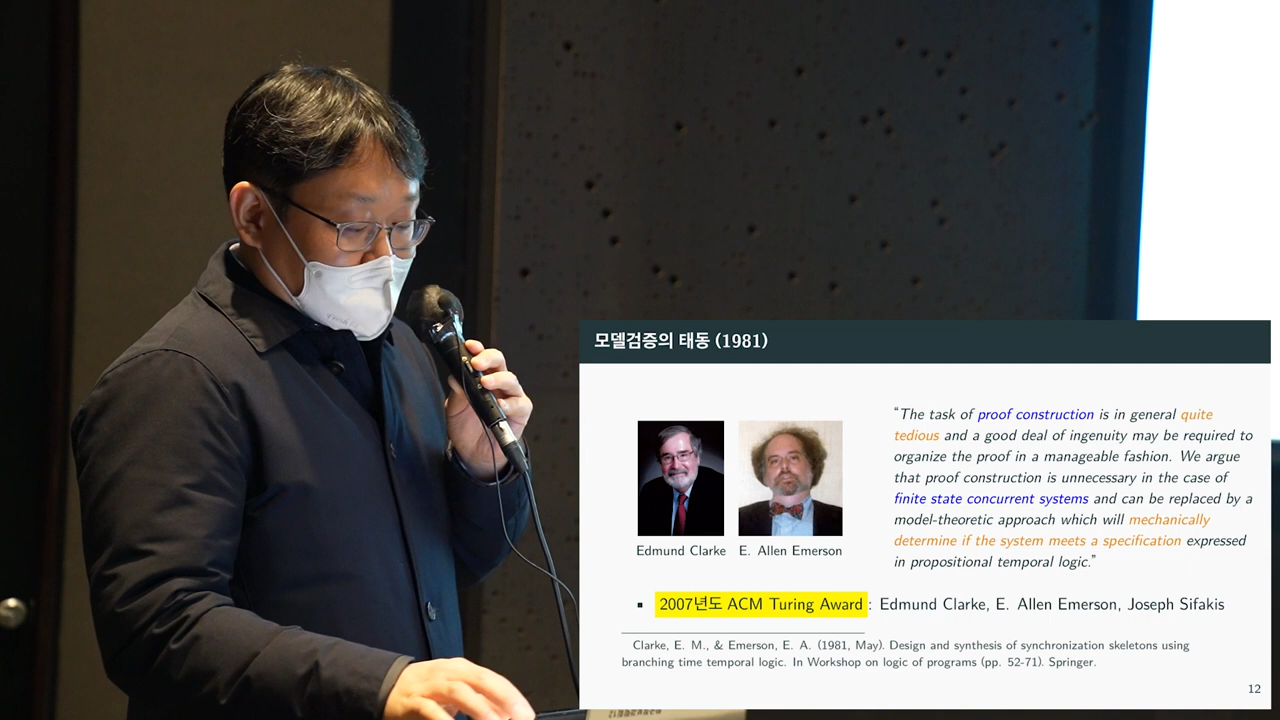 모델검증의 태동 (1981)
“The task of proof construction is in general quite
tedious and a good deal of ingenuity may be required to
organize the proof in a manageable fashion. We argue
that proof construction is unnecessary in the case of
finite state concurrent systems and can be replaced by a
model-theoretic approach which will mechanically
determine if the system meets a specification expressed
in propositional temporal logic.”
Edmund Clarke E. Allen Emerson
▪ 2007년도 ACM Turing Award : Edmund Clarke, E. Allen Emerson, Joseph Sifakis
Clarke, E. M., & Emerson, E. A. (1981, May). Design and synthesis of synchronization skeletons using
branching time temporal logic. In Workshop on logic of programs (pp. 52-71). Springer.
12